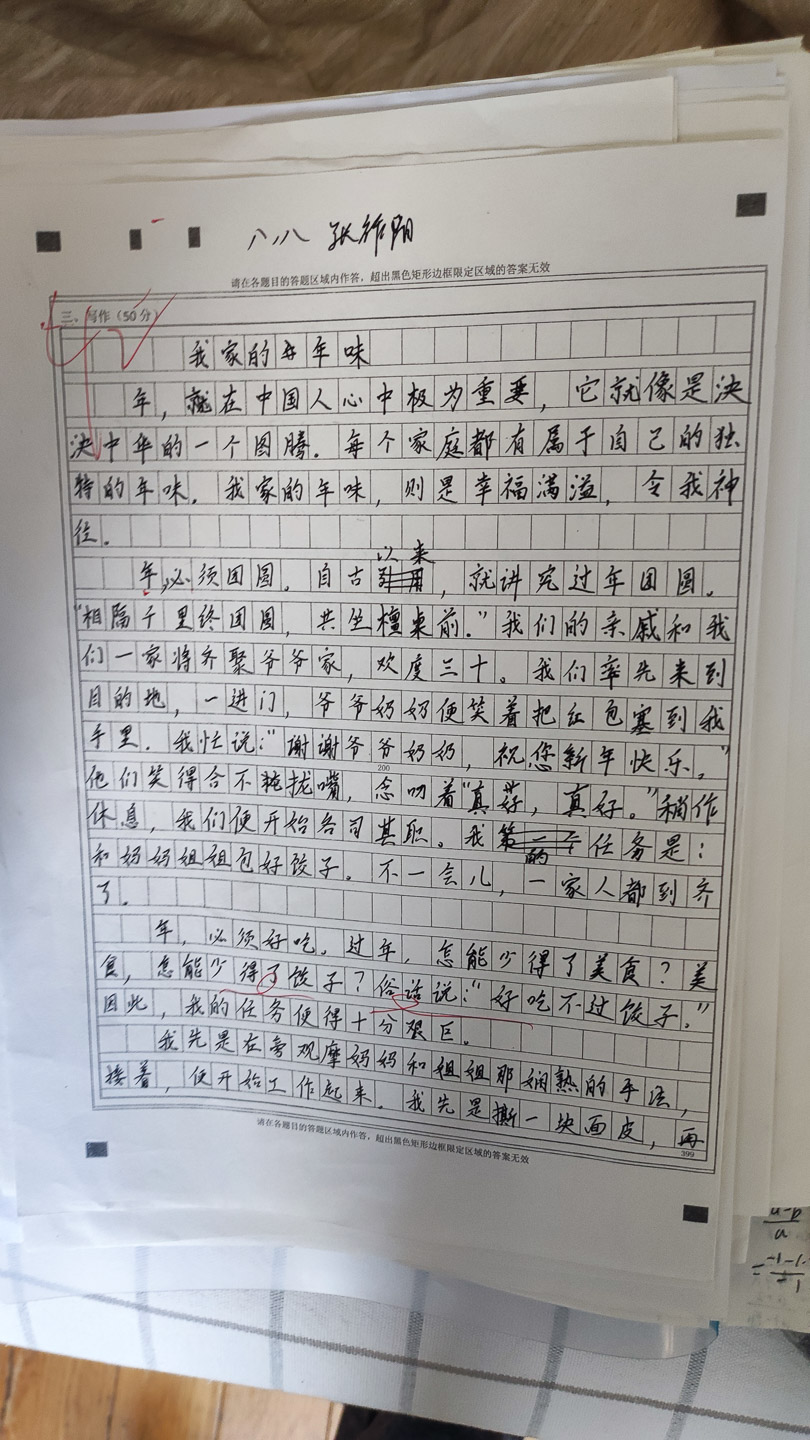 八八 张
请在各题目的答题区域内作答，超出黑色矩形边框限定区域的答案无效
三、写作（50分）
我家的年味
年，就在中国人心中极为重要，它就像是泱
泱中华的一个图腾．每个家庭都有属于自己的独
特的年味．我家的年味，则是幸福满溢，令我神
往．
以来
年，必须团圆．自古，就讲究过年团圆．
"相隔千里终团圆，共坐檀桌前．"我们的亲戚和我
们一家将齐聚爷爷家，欢度三十。我们率先来到
目的地，一进门，爷爷奶奶便笑着把红包塞到我
手里．我忙说："谢谢爷爷奶奶，祝您新年快乐。"
200
他们笑得合不拢嘴，念叨着"真好，真好。"稍作
休息，我们便开始各司其职。我任务是：
的
和妈妈姐姐包好饺子．不一会儿，一家人都到齐
了．
年，必须好吃．过年，怎能少得了美食？美
食，怎能少得了饺子？俗话说："好吃不过饺子．"
因此，我的任务便得十分艰巨．
我先是在旁观摩妈妈和姐姐那娴熟的手法，
接着，便开始工作起来．我先是撕一块面皮，再
399
请在各题目的答题区域内作答，超出黑色矩形边框限定区域的答案无效
a-b
a